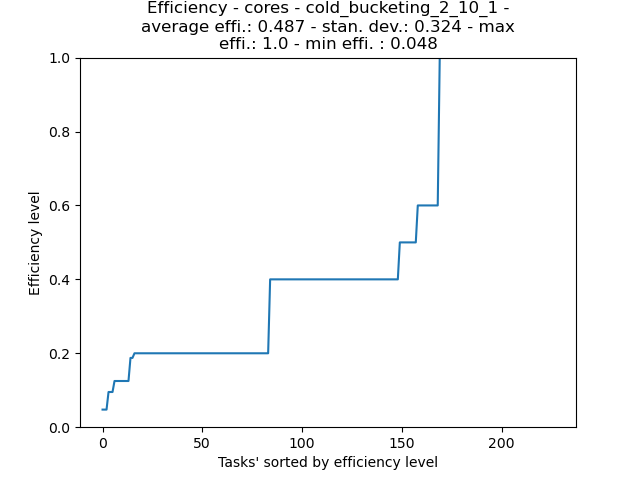 Efficiency - cores - cold_bucketing_2_10_1 -
average effi.: 0.487 - stan. dev.: 0.324 - max
effi.: 1.0 - min effi. : 0.048
1.0
0.8
0.6
0.4
0.2
0.0
Efficiency level
0 50 100 150 200
Tasks' sorted by efficiency level